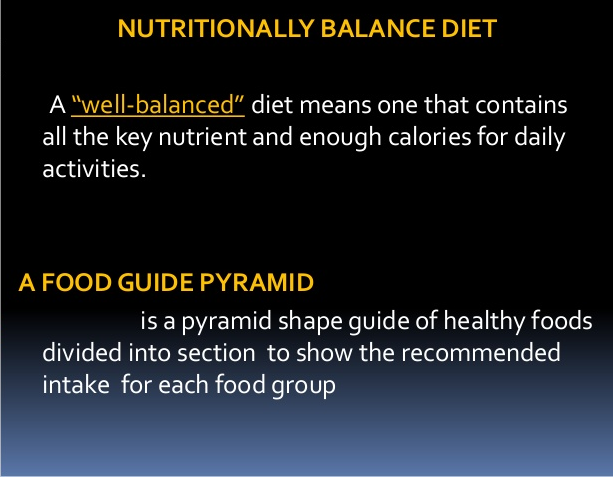 NUTRITIONALLY BALANCE DIET
A “well-balanced” diet means one that contains
all the key nutrient and enough calories for daily
activities.
A FOOD GUIDE PYRAMID
is a pyramid shape guide of healthy foods
divided into section to show the recommended
intake for each food group